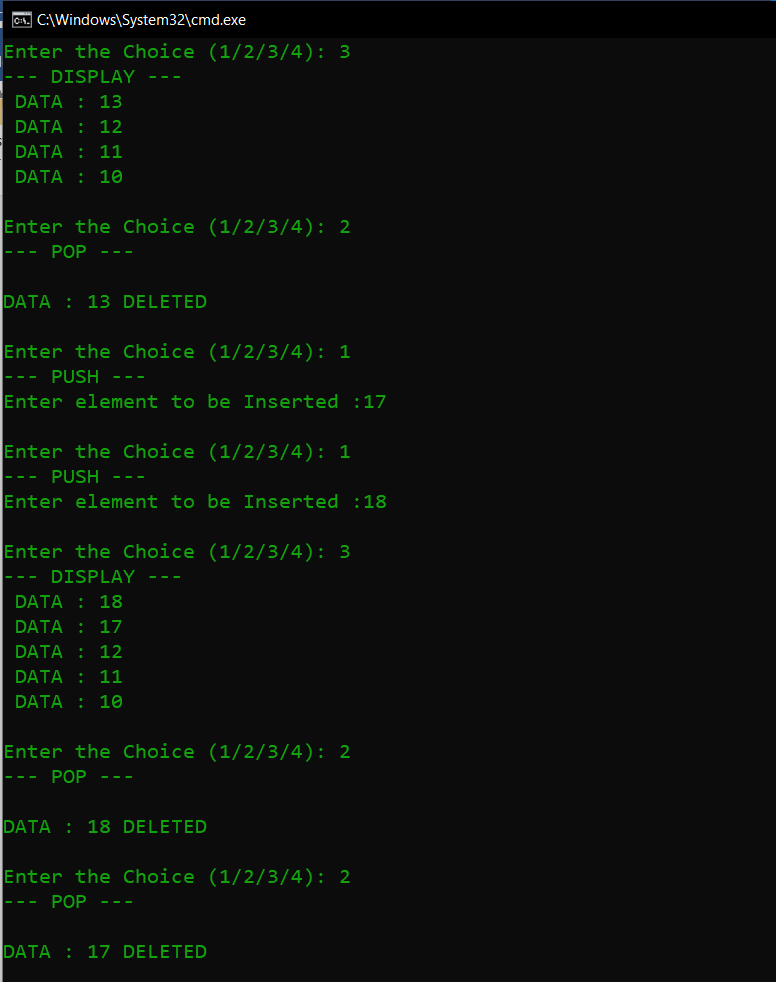 C:\Windows\System32\cmd.exe
Enter the Choice (1/2/3/4): 3
--- DISPLAY ---
DATA : 13
DATA : 12
DATA : 11
DATA : 10
Enter the Choice (1/2/3/4): 2
--- POP ---
DATA : 13 DELETED
Enter the Choice (1/2/3/4): 1
--- PUSH ---
Enter element to be Inserted :17
Enter the Choice (1/2/3/4): 1
--- PUSH ---
Enter element to be Inserted :18
Enter the Choice (1/2/3/4): 3
--- DISPLAY ---
DATA : 18
DATA : 17
DATA : 12
DATA : 11
DATA : 10
Enter the Choice (1/2/3/4): 2
--- POP ---
DATA : 18 DELETED
Enter the Choice (1/2/3/4): 2
--- POP ---
DATA : 17 DELETED